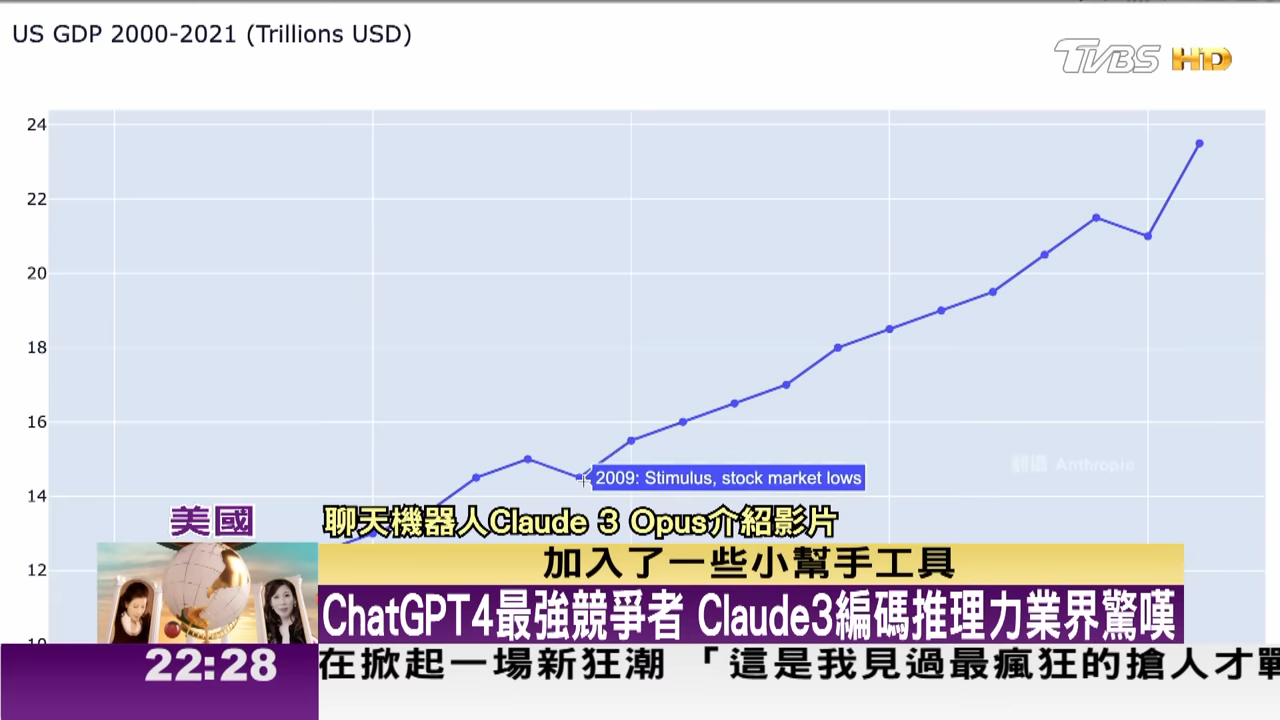 US GDP 2000-2021 (Trillions USD)
TVBS HD
24
22
20
18
16
2009: Stimulus, stock market lows
翻攝 Anthropic
14
美國
聊天機器人Claude 3 Opus介紹影片
12
加入了一些小幫手工具
ChatGPT4最強競爭者 Claude3編碼推理力業界驚嘆
22:28
在掀起一場新狂潮 「這是我見過最瘋狂的搶人才戰